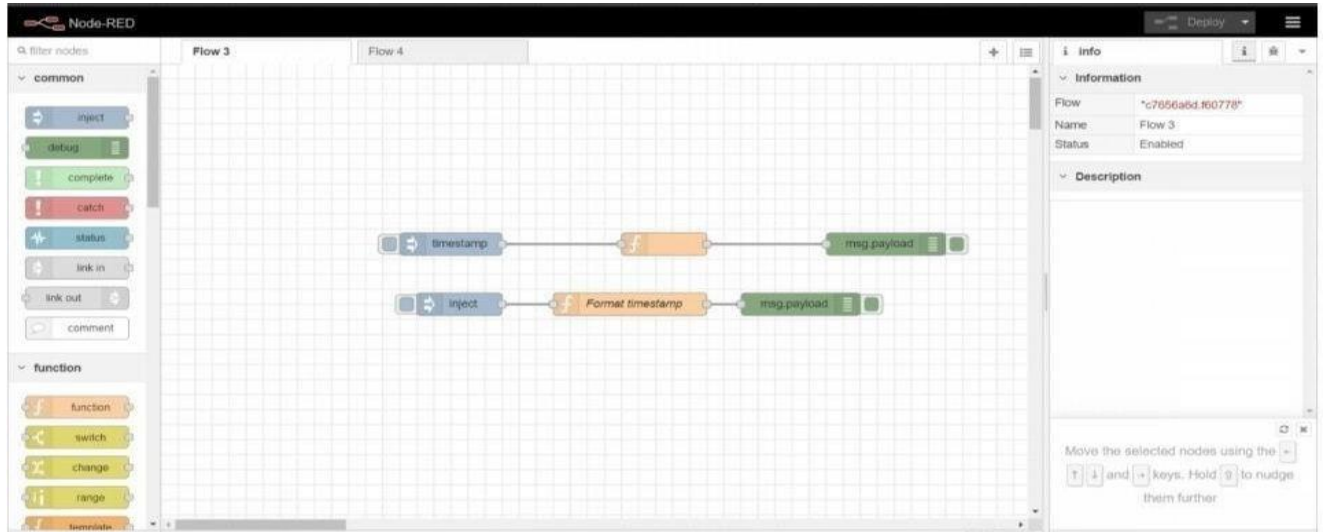 Node-RED
Deploy
filter nodes
Flow 3
Flow 4
info
i
common
inject
debug
complete
catch
status
link in
link out
comment
function
function
switch
change
range
template
timestamp
f
msg.payload
inject
f
Format timestamp
msg.payload
Information
Flow
"c7656a6d.f60778"
Name
Flow 3
Status
Enabled
Description
Move the selected nodes using the ←
↑ ↓ and → keys. Hold ⇧ to nudge
them further